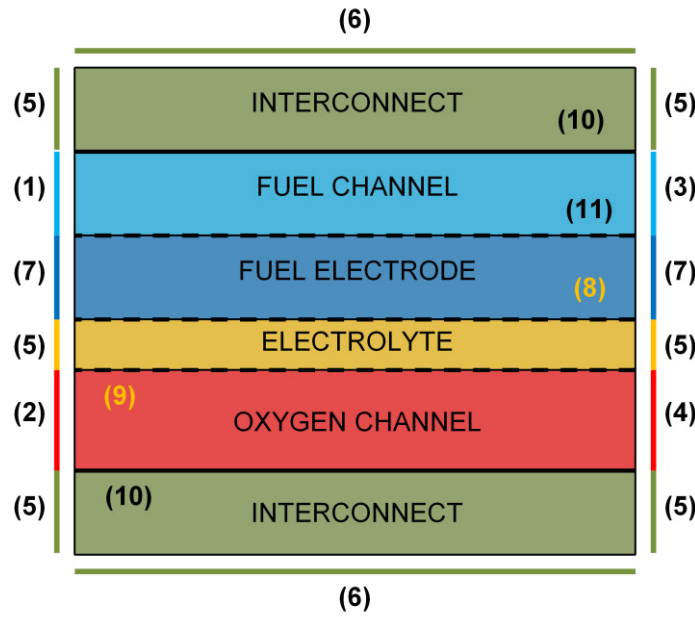 (6)
(5) INTERCONNECT (5)
(10)
(1) FUEL CHANNEL (3)
(11)
(7) FUEL ELECTRODE (7)
(8)
(5) ELECTROLYTE (5)
(9)
(2) OXYGEN CHANNEL (4)
(10)
(5) INTERCONNECT (5)
(6)